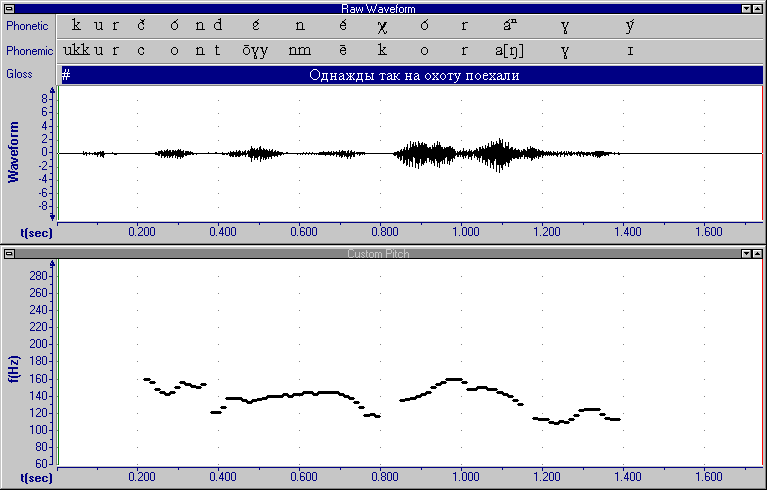 Raw Waveform
Phonetic k u r č ó n d έ n é χ ó r áⁿ ɣ ý
Phonemic ukk u r c o n t ōɣy nm ē k o r a[ŋ] ɣ ɪ
Gloss # Однажды так на охоту поехали
Waveform
8
6
4
2
0
-2
-4
-6
-8
t(sec) 0.200 0.400 0.600 0.800 1.000 1.200 1.400 1.600
Custom Pitch
f(Hz)
280
260
240
220
200
180
160
140
120
100
80
60
t(sec) 0.200 0.400 0.600 0.800 1.000 1.200 1.400 1.600